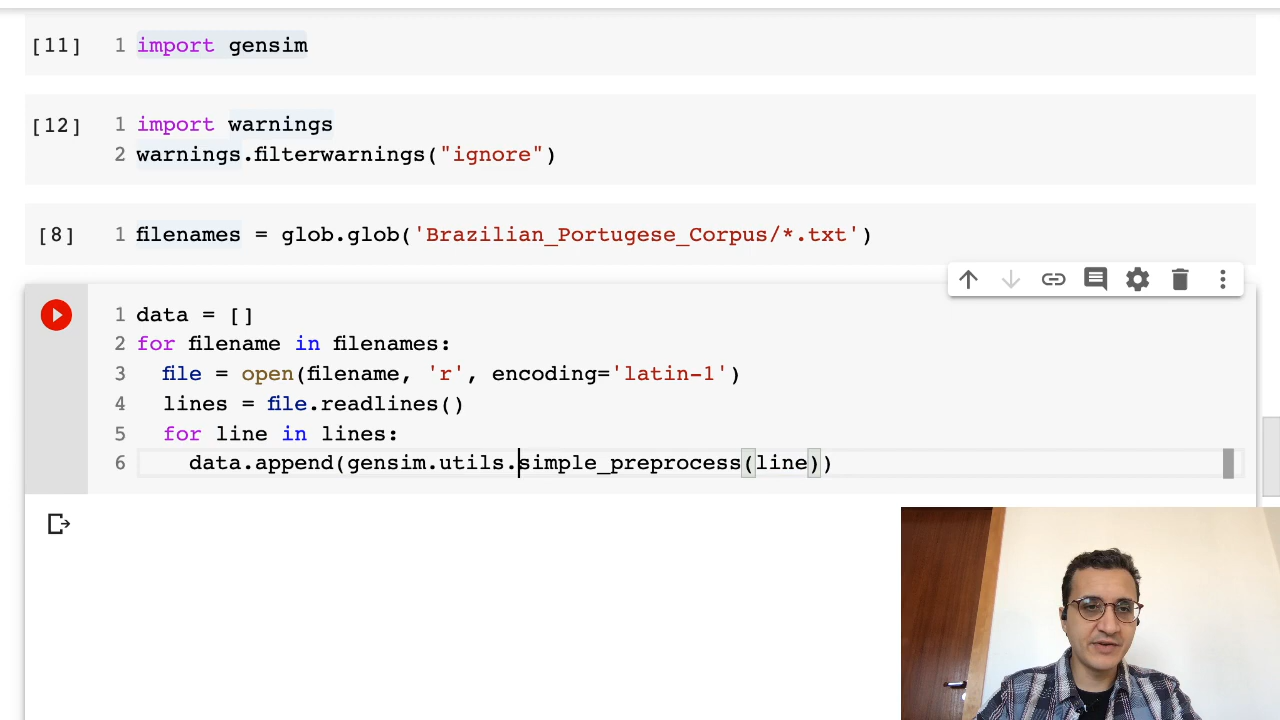 [11] 1 import gensim
[12] 1 import warnings
2 warnings.filterwarnings("ignore")
[8] 1 filenames = glob.glob('Brazilian_Portugese_Corpus/*.txt')
1 data = []
2 for filename in filenames:
3 file = open(filename, 'r', encoding='latin-1')
4 lines = file.readlines()
5 for line in lines:
6 data.append(gensim.utils.simple_preprocess(line))